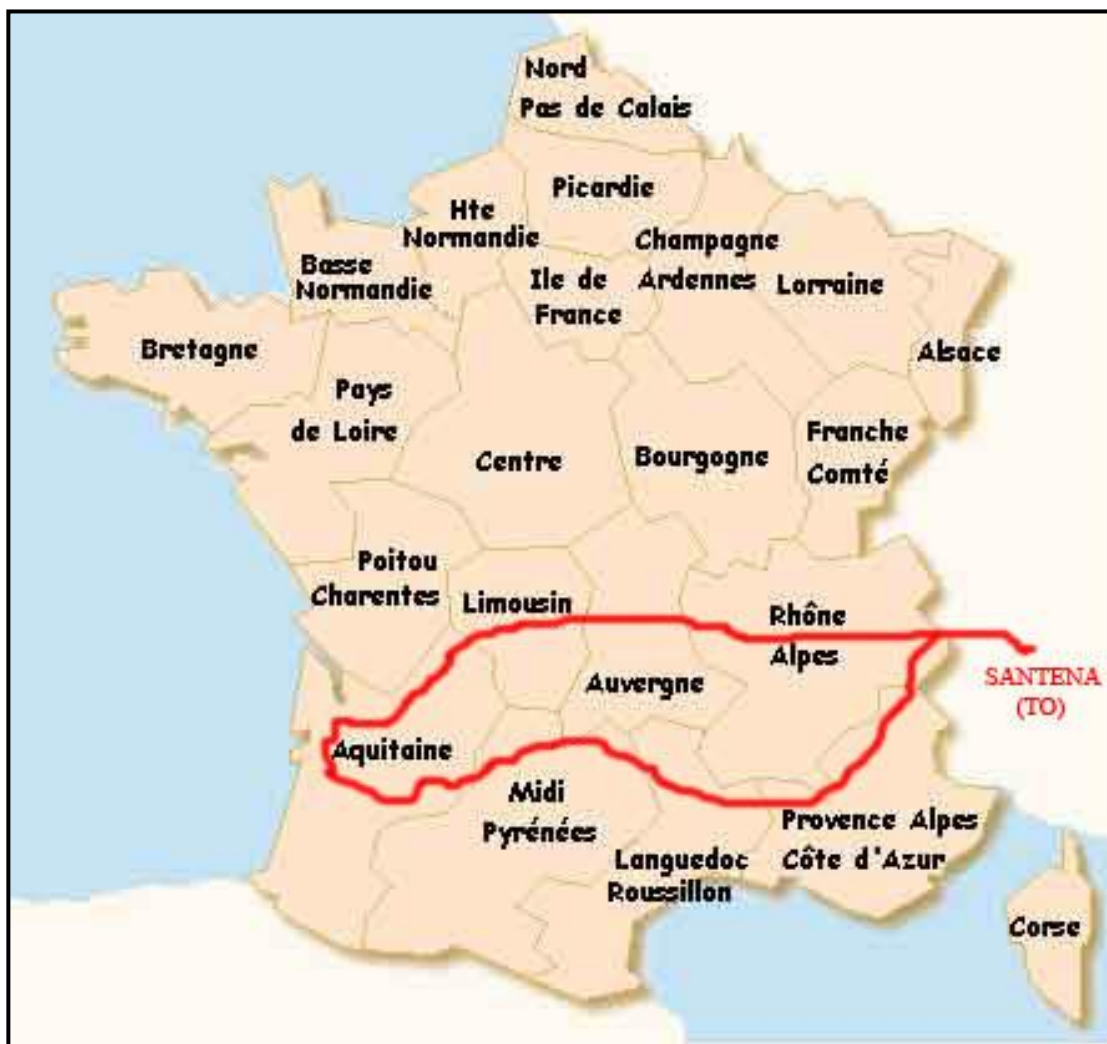 Nord
Pas de Calais
Picardie
Hte
Normandie
Basse
Normandie
Ile de
France
Champagne
Ardennes
Lorraine
Alsace
Bretagne
Pays
de Loire
Centre
Bourgogne
Franche
Comté
Poitou
Charentes
Limousin
Rhône
Alpes
Auvergne
SANTENA
(TO)
Aquitaine
Midi
Pyrénées
Provence Alpes
Côte d'Azur
Languedoc
Roussillon
Corse